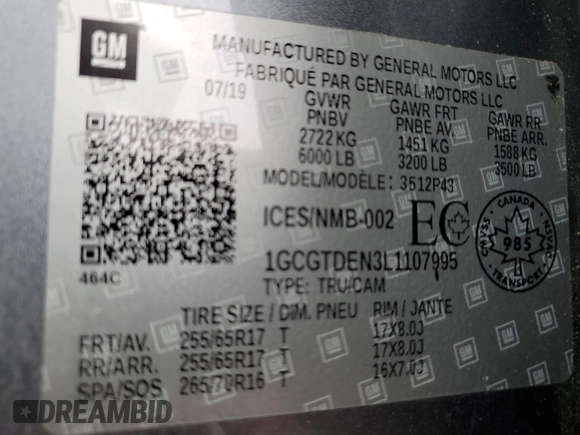 GM
MANUFACTURED BY GENERAL MOTORS LLC
FABRIQUÉ PAR GENERAL MOTORS LLC
07/19
GVWR GAWR FRT GAWR RR
PNBV PNBE AV. PNBE ARR.
2722 KG 1451 KG 1588 KG
6000 LB 3200 LB 3500 LB
MODEL/MODÈLE: 3512P43
ICES/NMB-002 EC
CANADA
985
TRANSPORT
CMVSS
NSVAC
1GCGTDEN3L1107995
464C
TYPE: TRU/CAM
TIRE SIZE / DIM. PNEU RIM / JANTE
FRT/AV. 255/65R17 T 17X8.0J
RR/ARR. 255/65R17 T 17X8.0J
SPA/SOS 265/70R16 T 16X7.0J
DREAMBID